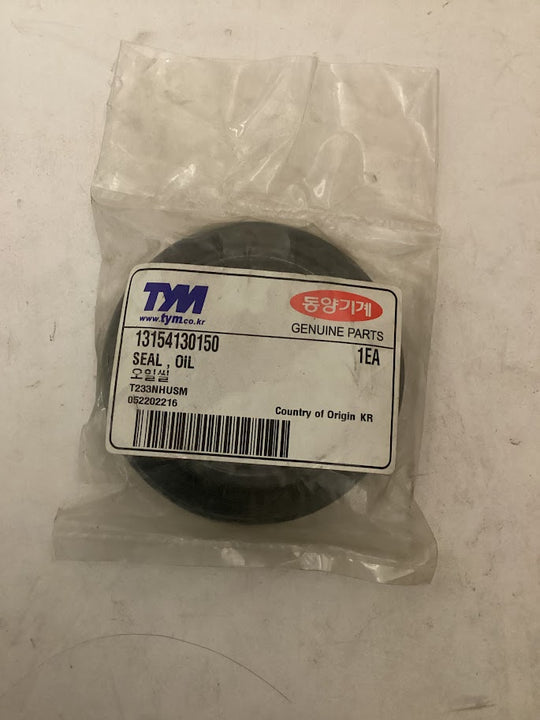 TYM
www.tym.co.kr
동양기계
GENUINE PARTS
13154130150
1EA
SEAL , OIL
오일씰
T233NHUSM
052202216
Country of Origin KR